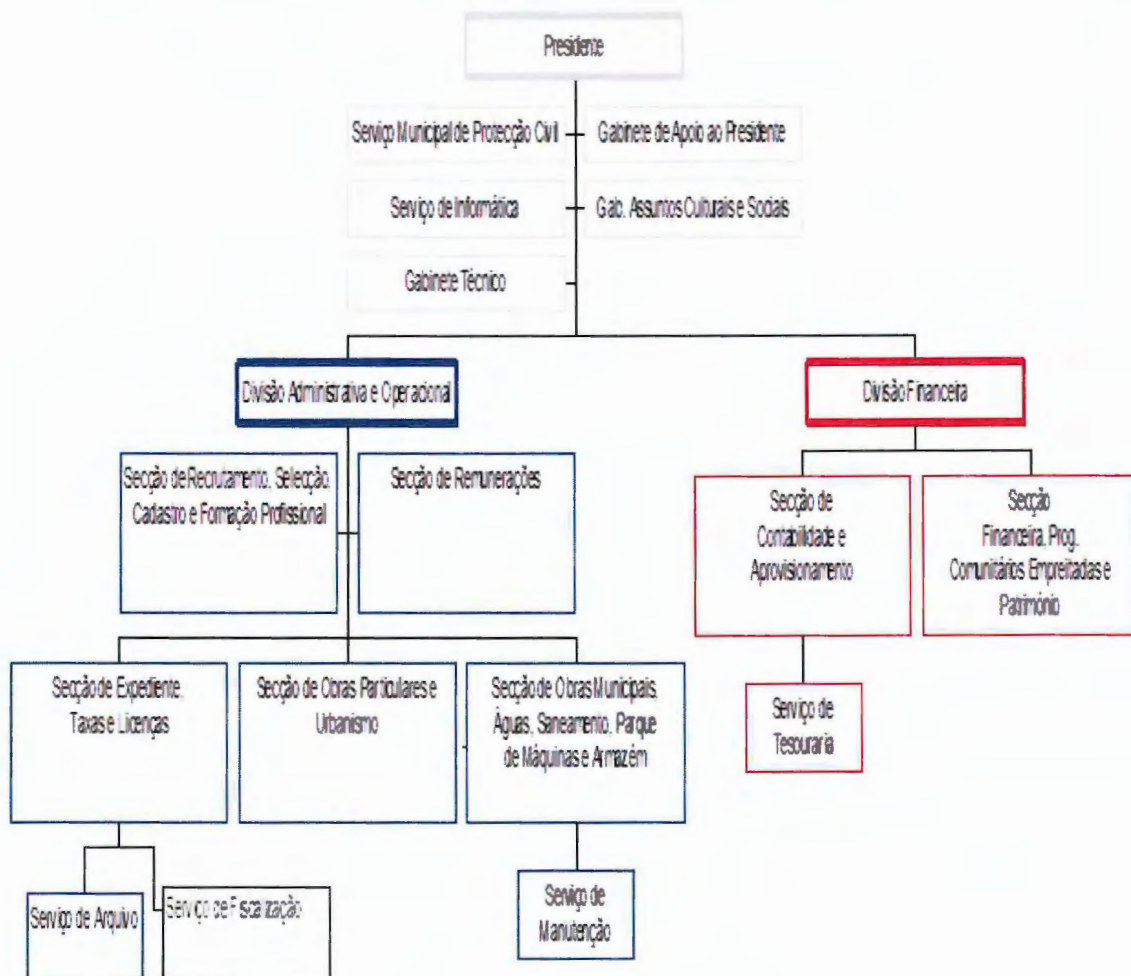 Presidente
Serviço Municipal de Protecção Civil
Gabinete de Apoio ao Presidente
Serviço de Informática
Gab. Assuntos Culturais e Sociais
Gabinete Técnico
Divisão Administrativa e Operacional
Divisão Financeira
Secção de Recrutamento, Selecção,
Cadastro e Formação Profissional
Secção de Remunerações
Secção de
Contabilidade e
Aprovisionamento
Secção
Financeira, Prog.
Comunitários Empreitadas e
Património
Secção de Expediente,
Taxas e Licenças
Secção de Obras Particulares e
Urbanismo
Secção de Obras Municipais,
Águas, Saneamento, Parque
de Máquinas e Armazém
Serviço de
Tesouraria
Serviço de Arquivo
Serviço de Fiscalização
Serviço de
Manutenção